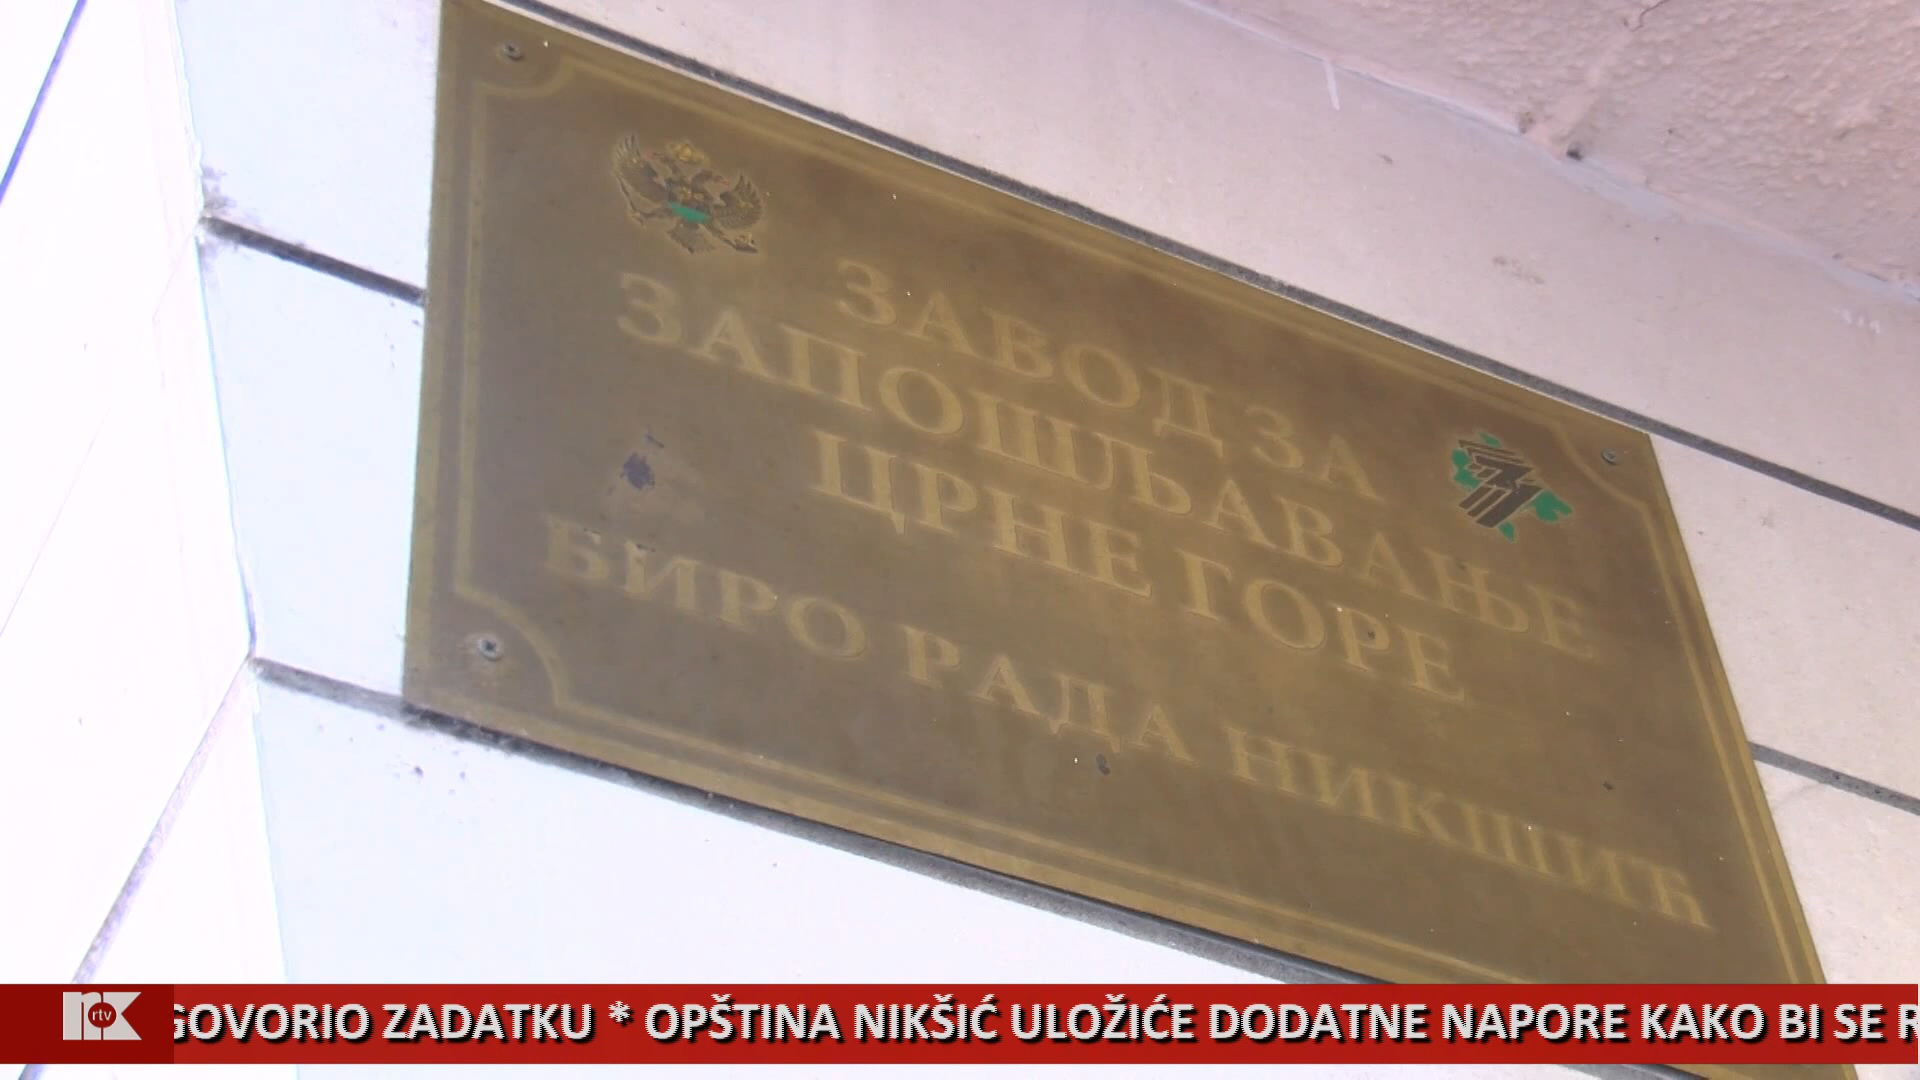 ЗАВОД ЗА
ЗАПОШЉАВАЊЕ
ЦРНЕ ГОРЕ
БИРО РАДА НИКШИЋ
rtv
GOVORIO ZADATKU * OPŠTINA NIKŠIĆ ULOŽIĆE DODATNE NAPORE KAKO BI SE R